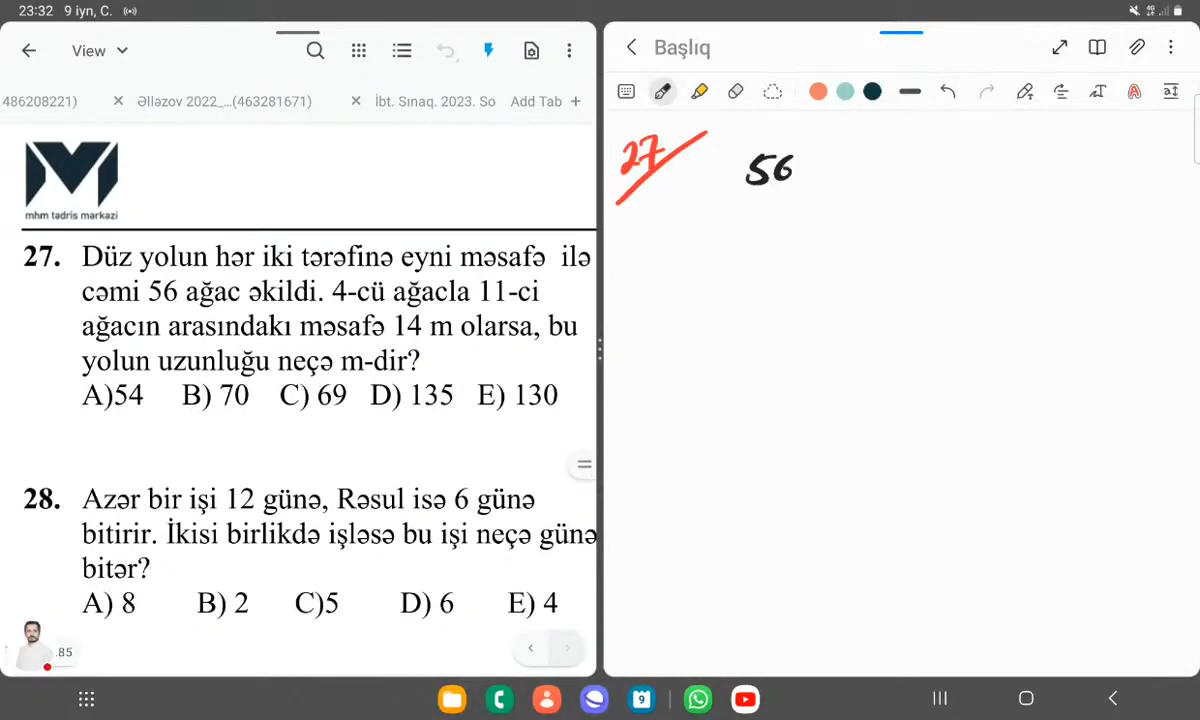 23:32 9 iyn, C.
View
Başlıq
486208221) × Əlləzov 2022_...(463281671) × İbt. Sınaq. 2023. So Add Tab +
mhm tədris mərkəzi
27. Düz yolun hər iki tərəfinə eyni məsafə ilə
cəmi 56 ağac əkildi. 4-cü ağacla 11-ci
ağacın arasındakı məsafə 14 m olarsa, bu
yolun uzunluğu neçə m-dir?
A)54 B) 70 C) 69 D) 135 E) 130
28. Azər bir işi 12 günə, Rəsul isə 6 günə
bitirir. İkisi birlikdə işləsə bu işi neçə günə
bitər?
A) 8 B) 2 C)5 D) 6 E) 4
.85
27 56
9